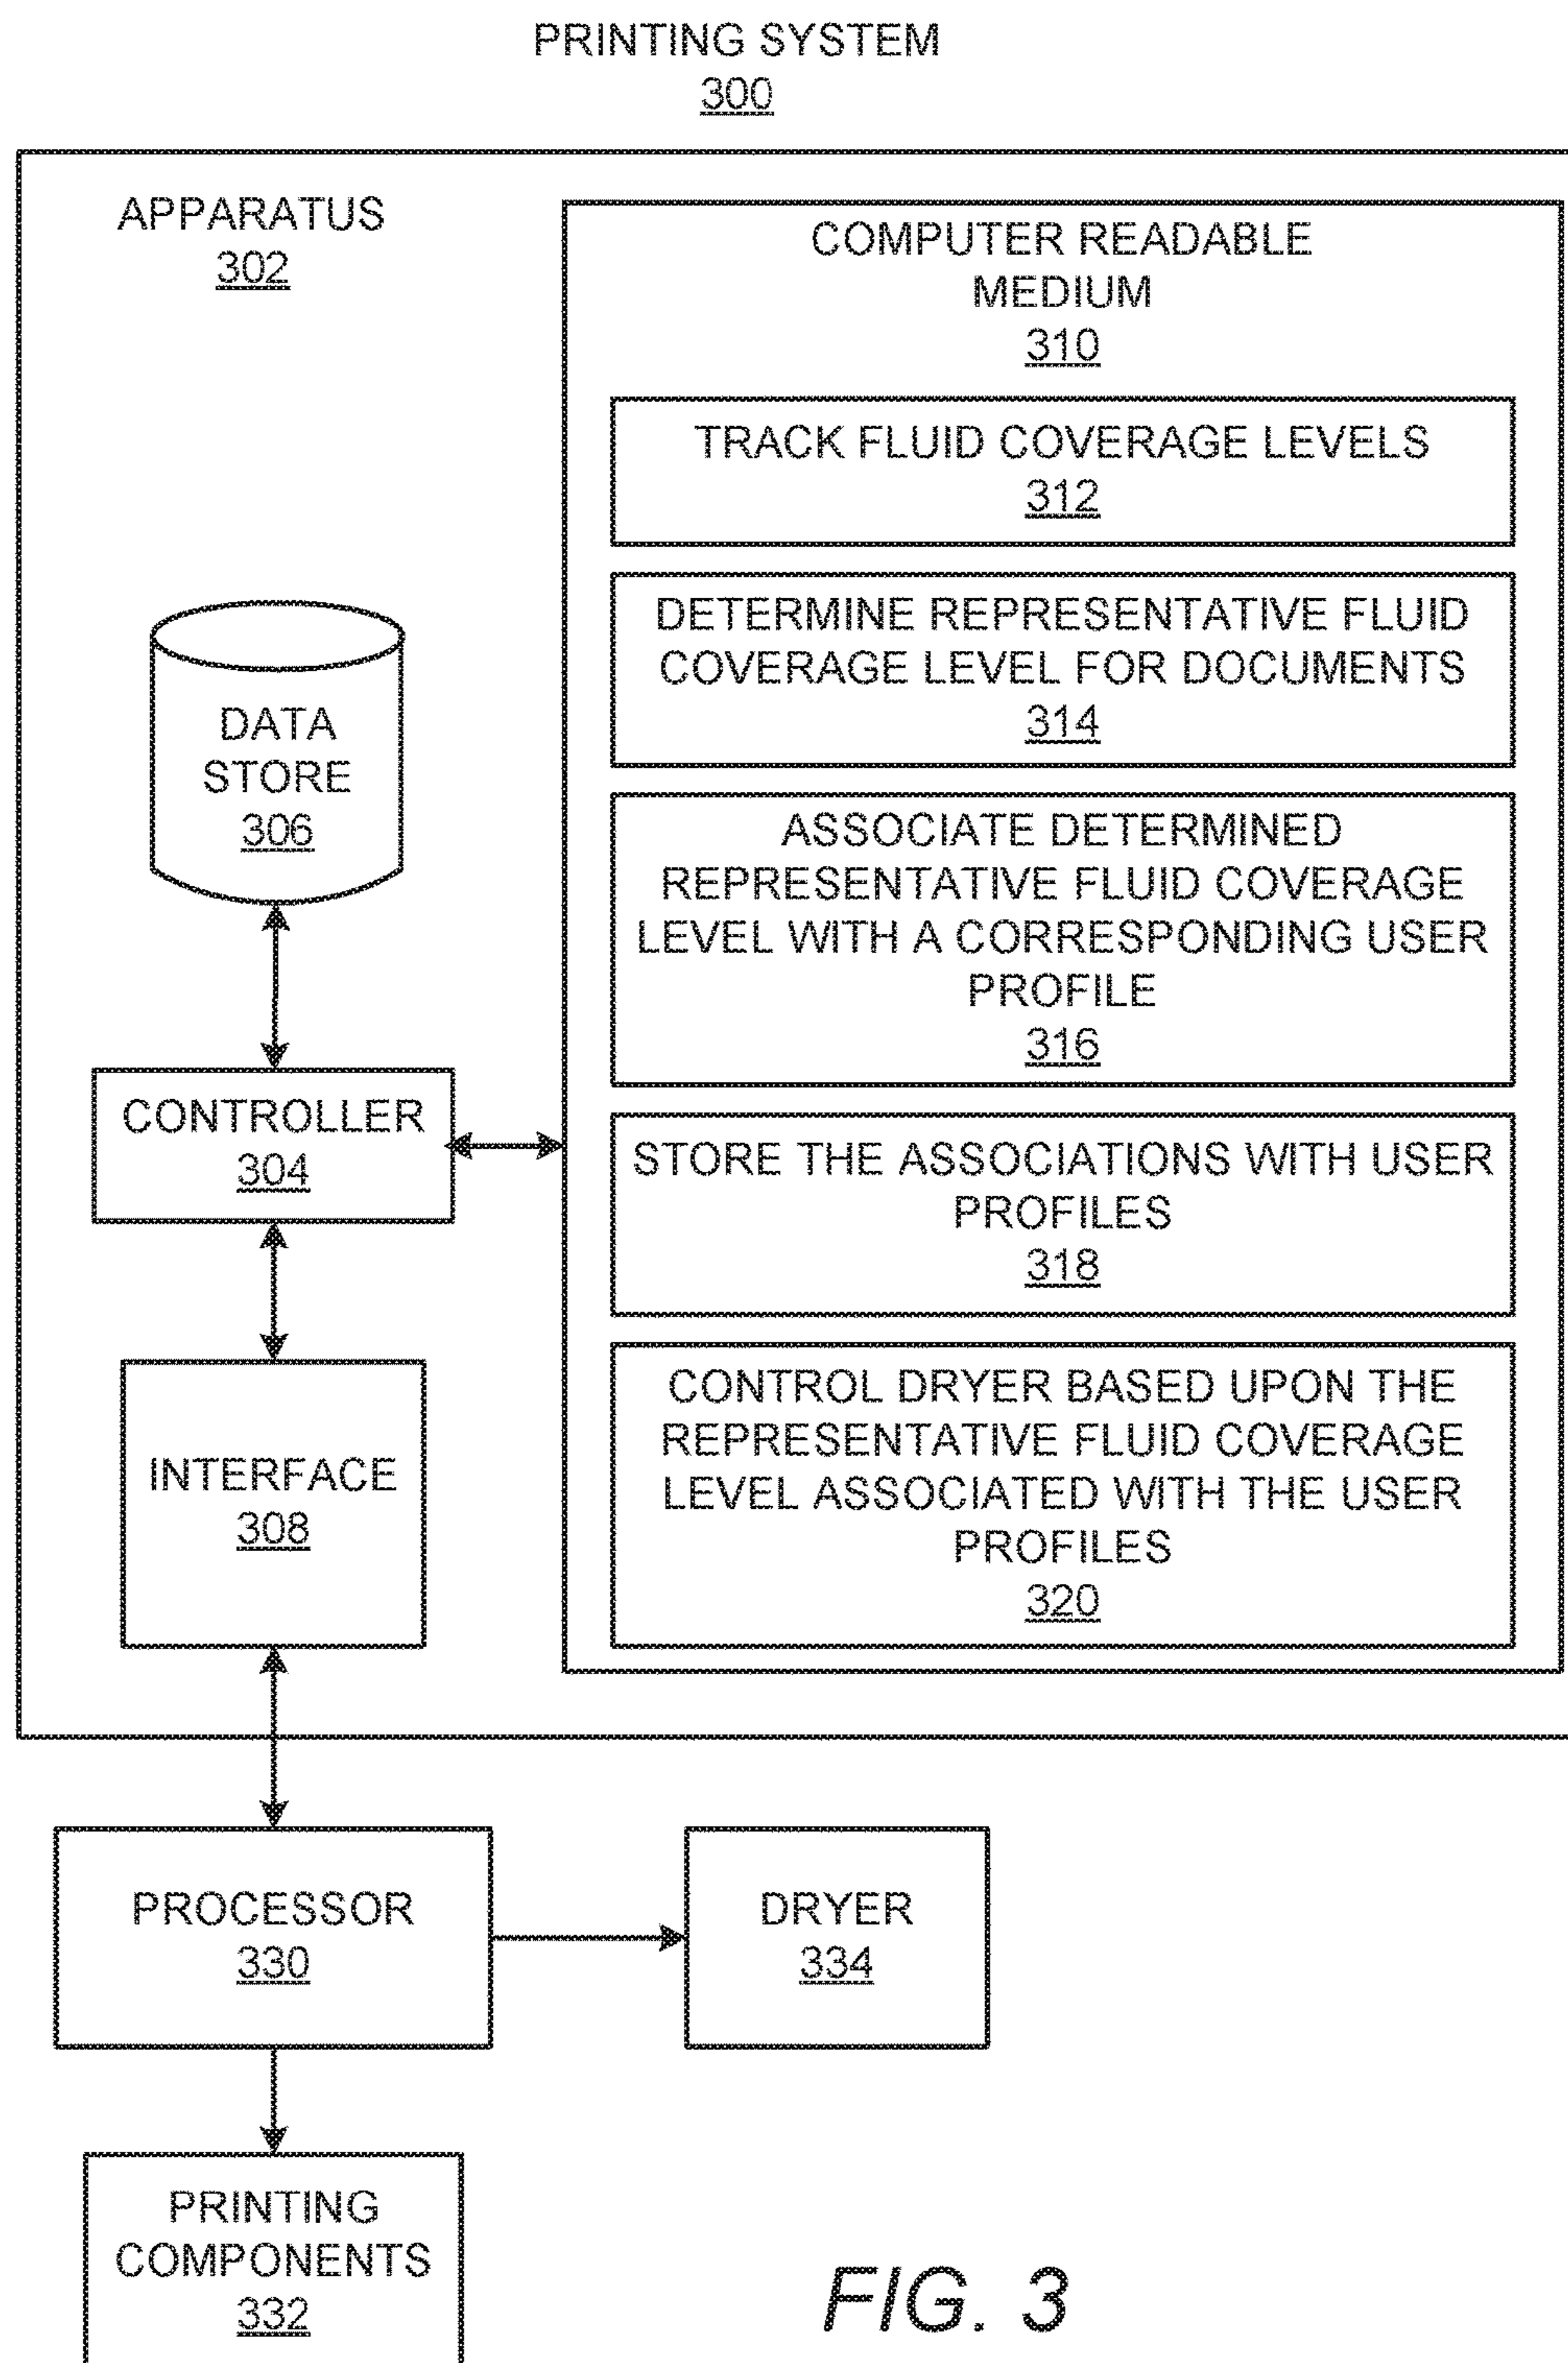 PRINTING SYSTEM
300
APPARATUS
302
COMPUTER READABLE
MEDIUM
310
TRACK FLUID COVERAGE LEVELS
312
DETERMINE REPRESENTATIVE FLUID
COVERAGE LEVEL FOR DOCUMENTS
314
ASSOCIATE DETERMINED
REPRESENTATIVE FLUID COVERAGE
LEVEL WITH A CORRESPONDING USER
PROFILE
316
STORE THE ASSOCIATIONS WITH USER
PROFILES
318
CONTROL DRYER BASED UPON THE
REPRESENTATIVE FLUID COVERAGE
LEVEL ASSOCIATED WITH THE USER
PROFILES
320
DATA
STORE
306
CONTROLLER
304
INTERFACE
308
PROCESSOR
330
DRYER
334
PRINTING
COMPONENTS
332
FIG. 3